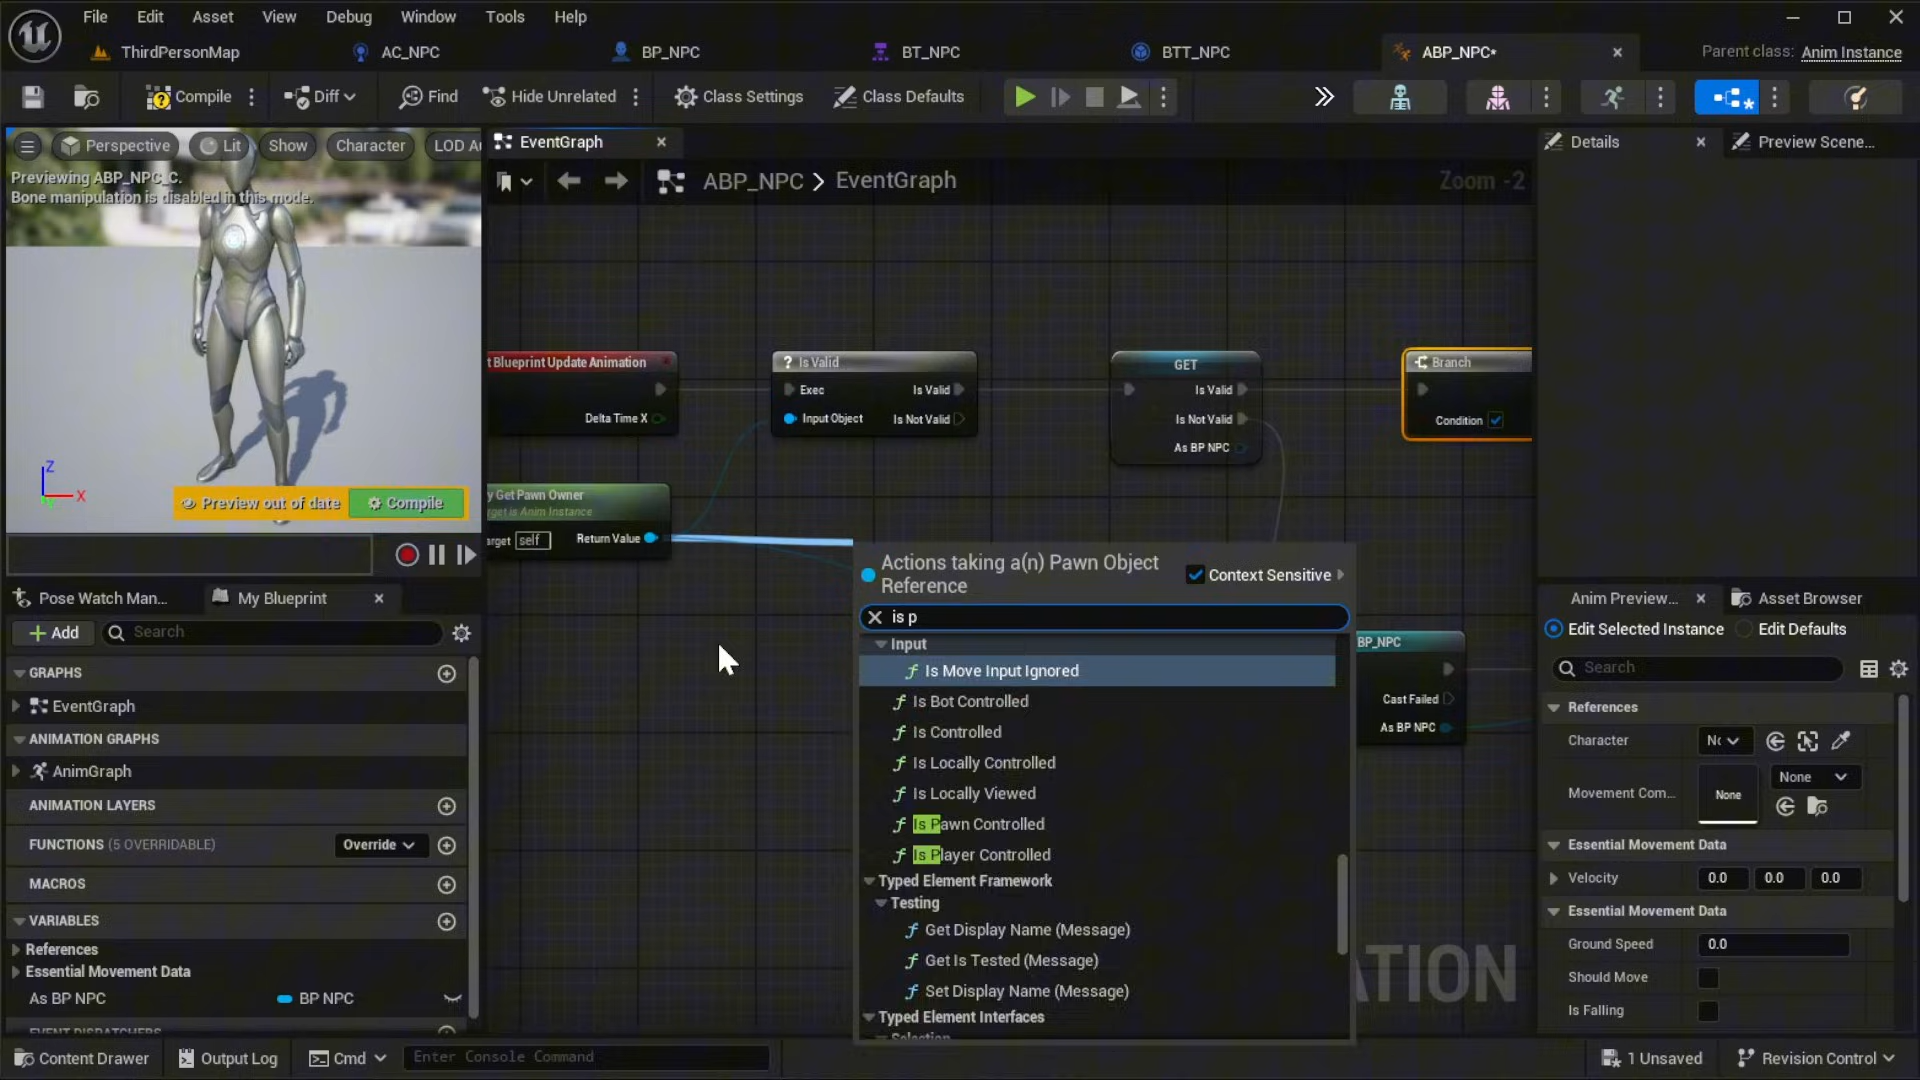 File Edit Asset View Debug Window Tools Help
ThirdPersonMap AC_NPC BP_NPC BT_NPC BTT_NPC ABP_NPC* Parent class: Anim Instance
Compile Diff Find Hide Unrelated Class Settings Class Defaults
Perspective Lit Show Character LOD Au
Previewing ABP_NPC_C.
Bone manipulation is disabled in this mode.
Z
X
Preview out of date Compile
EventGraph
ABP_NPC > EventGraph
Zoom -2
t Blueprint Update Animation
Delta Time X
? Is Valid
Exec Is Valid
Input Object Is Not Valid
GET
Is Valid
Is Not Valid
As BP NPC
Branch
Condition
y Get Pawn Owner
rget is Anim Instance
arget self Return Value
Actions taking a(n) Pawn Object
Reference
Context Sensitive
is p
Input
Is Move Input Ignored
Is Bot Controlled
Is Controlled
Is Locally Controlled
Is Locally Viewed
Is Pawn Controlled
Is Player Controlled
Typed Element Framework
Testing
Get Display Name (Message)
Get Is Tested (Message)
Set Display Name (Message)
Typed Element Interfaces
Selection
BP_NPC
Cast Failed
As BP NPC
ATION
Pose Watch Man... My Blueprint
Add Search
GRAPHS
EventGraph
ANIMATION GRAPHS
AnimGraph
ANIMATION LAYERS
FUNCTIONS (5 OVERRIDABLE) Override
MACROS
VARIABLES
References
Essential Movement Data
As BP NPC BP NPC
EVENT DISPATCHERS
Details Preview Scene...
Anim Preview... Asset Browser
Edit Selected Instance Edit Defaults
Search
References
Character
Movement Com... None None
Essential Movement Data
Velocity 0.0 0.0 0.0
Essential Movement Data
Ground Speed 0.0
Should Move
Is Falling
Content Drawer Output Log Cmd Enter Console Command 1 Unsaved Revision Control